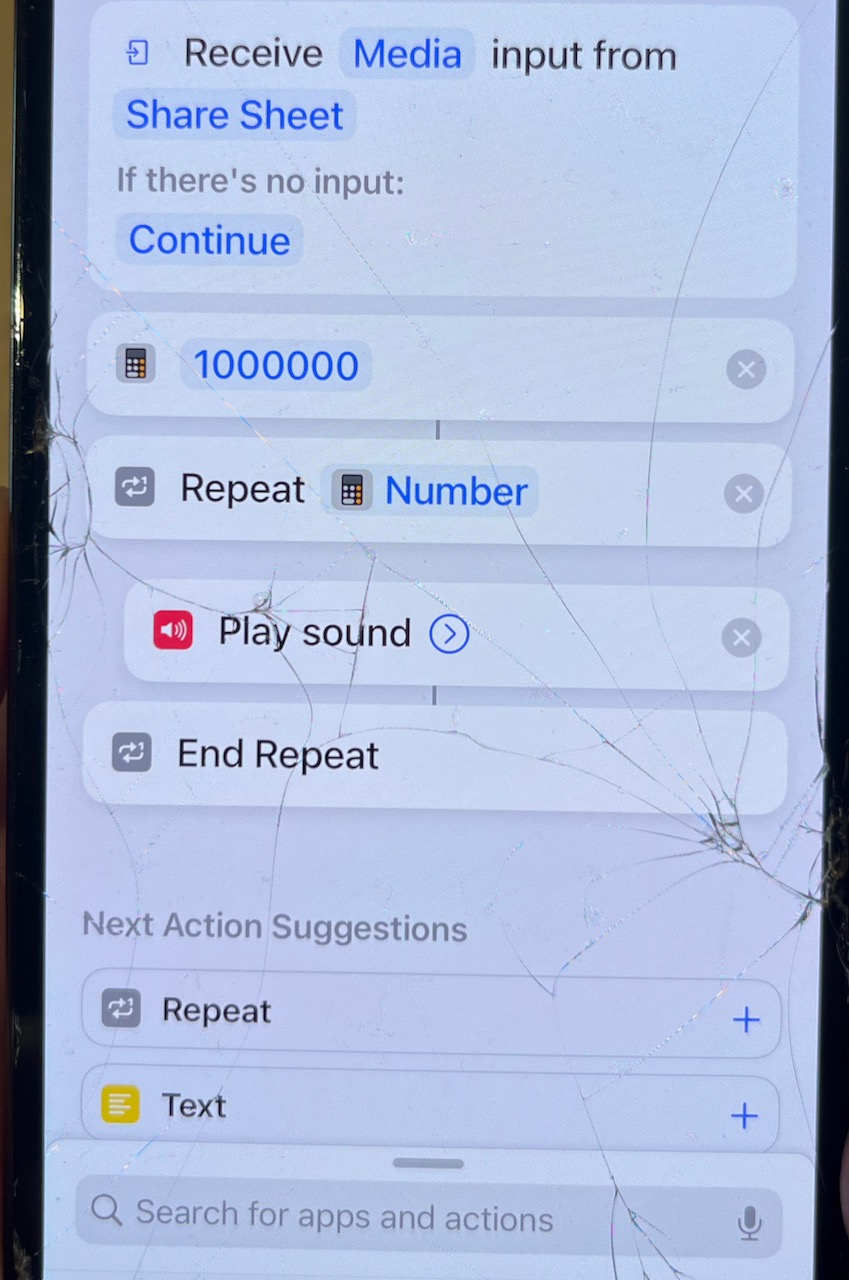 Receive Media input from
Share Sheet
If there's no input:
Continue
1000000
Repeat Number
Play sound
End Repeat
Next Action Suggestions
Repeat
Text
Search for apps and actions